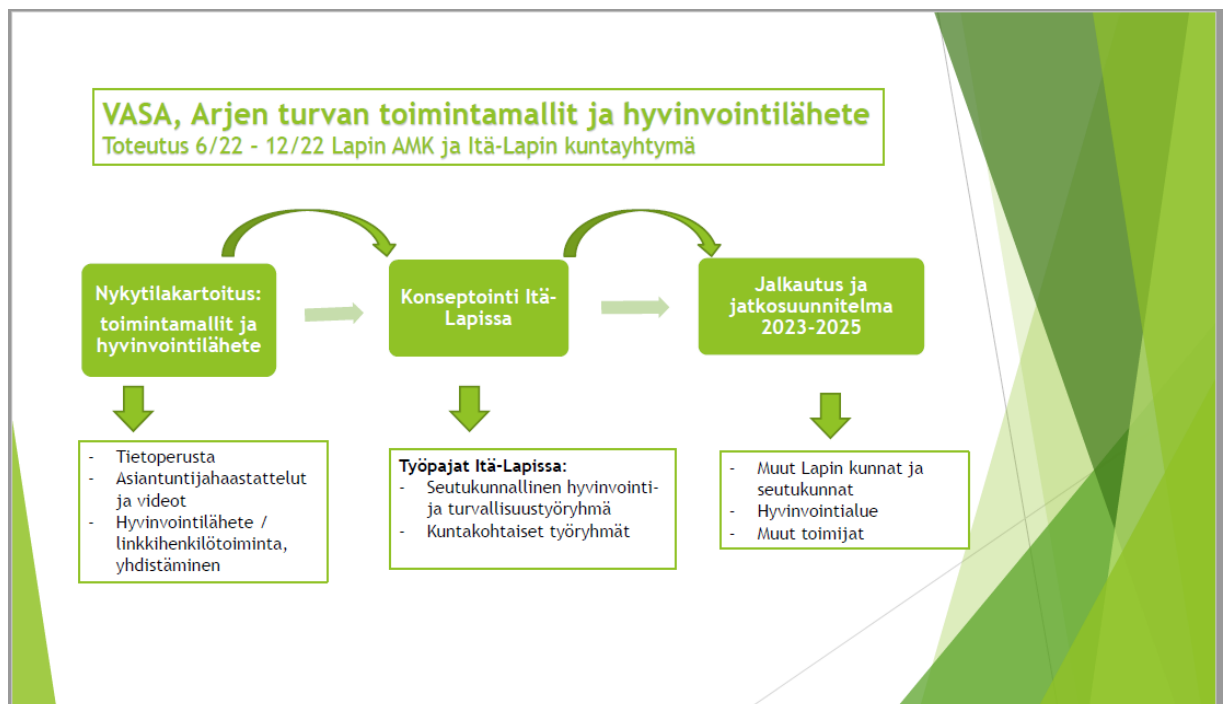 VASA, Arjen turvan toimintamallit ja hyvinvointilähete
Toteutus 6/22 – 12/22 Lapin AMK ja Itä-Lapin kuntayhtymä
Nykytilakartoitus:
toimintamallit ja
hyvinvointilähete
Konseptointi Itä-
Lapissa
Jalkautus ja
jatkosuunnitelma
2023-2025
- Tietoperusta
- Asiantuntijahaastattelut
ja videot
- Hyvinvointilähete /
linkkihenkilötoiminta,
yhdistäminen
Työpajat Itä-Lapissa:
- Seutukunnallinen hyvinvointi-
ja turvallisuustyöryhmä
- Kuntakohtaiset työryhmät
- Muut Lapin kunnat ja
seutukunnat
- Hyvinvointialue
- Muut toimijat